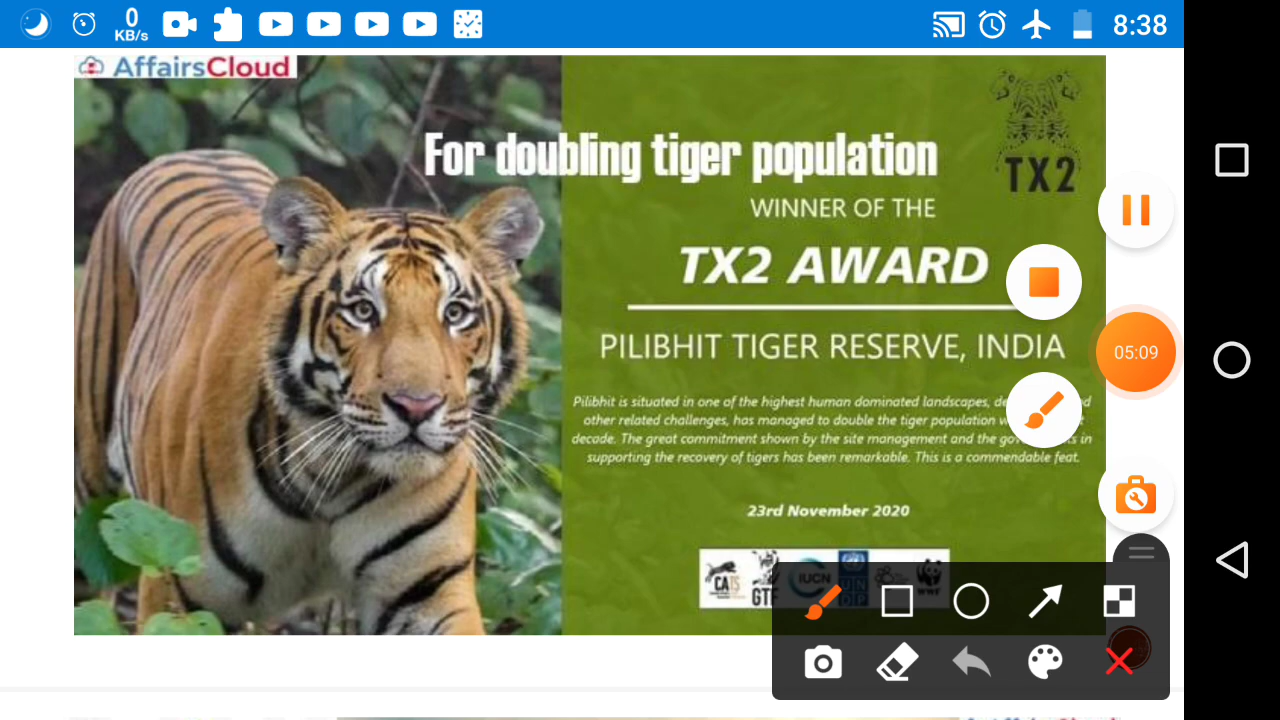 0
KB/s
8:38
AffairsCloud
TX2
For doubling tiger population
WINNER OF THE
TX2 AWARD
PILIBHIT TIGER RESERVE, INDIA
05:09
Pilibhit is situated in one of the highest human dominated landscapes,
other related challenges, has managed to double the tiger population
decade. The great commitment shown by the site management and the in
supporting the recovery of tigers has been remarkable. This is a commendable feat.
23rd November 2020
CATS
GTF
IUCN
UNDP
WWF